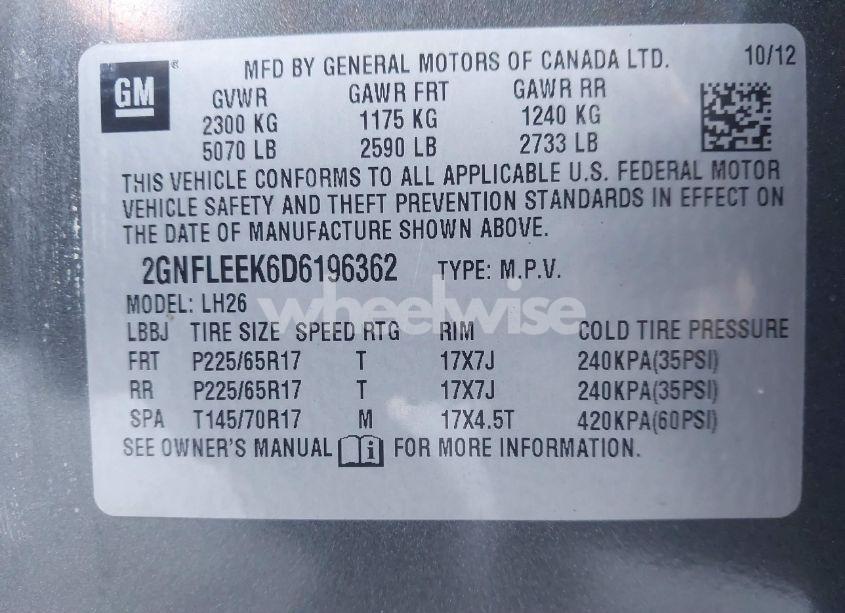 GM
MFD BY GENERAL MOTORS OF CANADA LTD. 10/12
GVWR GAWR FRT GAWR RR
2300 KG 1175 KG 1240 KG
5070 LB 2590 LB 2733 LB
THIS VEHICLE CONFORMS TO ALL APPLICABLE U.S. FEDERAL MOTOR
VEHICLE SAFETY AND THEFT PREVENTION STANDARDS IN EFFECT ON
THE DATE OF MANUFACTURE SHOWN ABOVE.
2GNFLEEK6D6196362 TYPE: M.P.V.
MODEL: LH26
wheelwise
LBBJ TIRE SIZE SPEED RTG RIM COLD TIRE PRESSURE
FRT P225/65R17 T 17X7J 240KPA(35PSI)
RR P225/65R17 T 17X7J 240KPA(35PSI)
SPA T145/70R17 M 17X4.5T 420KPA(60PSI)
SEE OWNER'S MANUAL i FOR MORE INFORMATION.